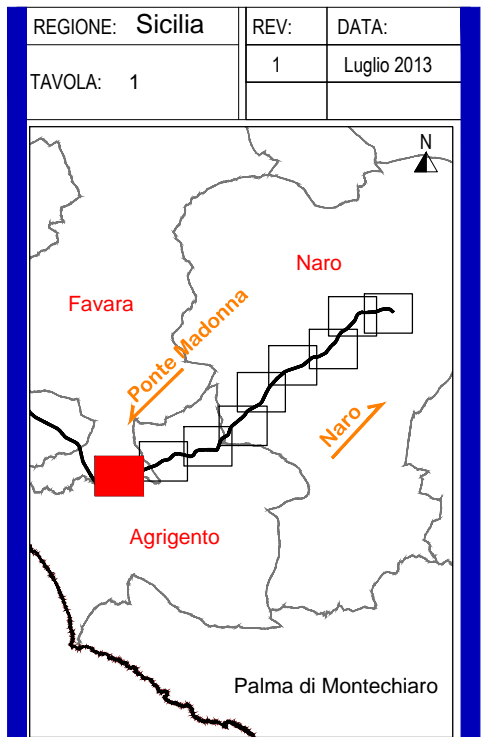 REGIONE: Sicilia
REV: DATA:
TAVOLA: 1
1 Luglio 2013
N
Naro
Favara
Ponte Madonna
Naro
Agrigento
Palma di Montechiaro